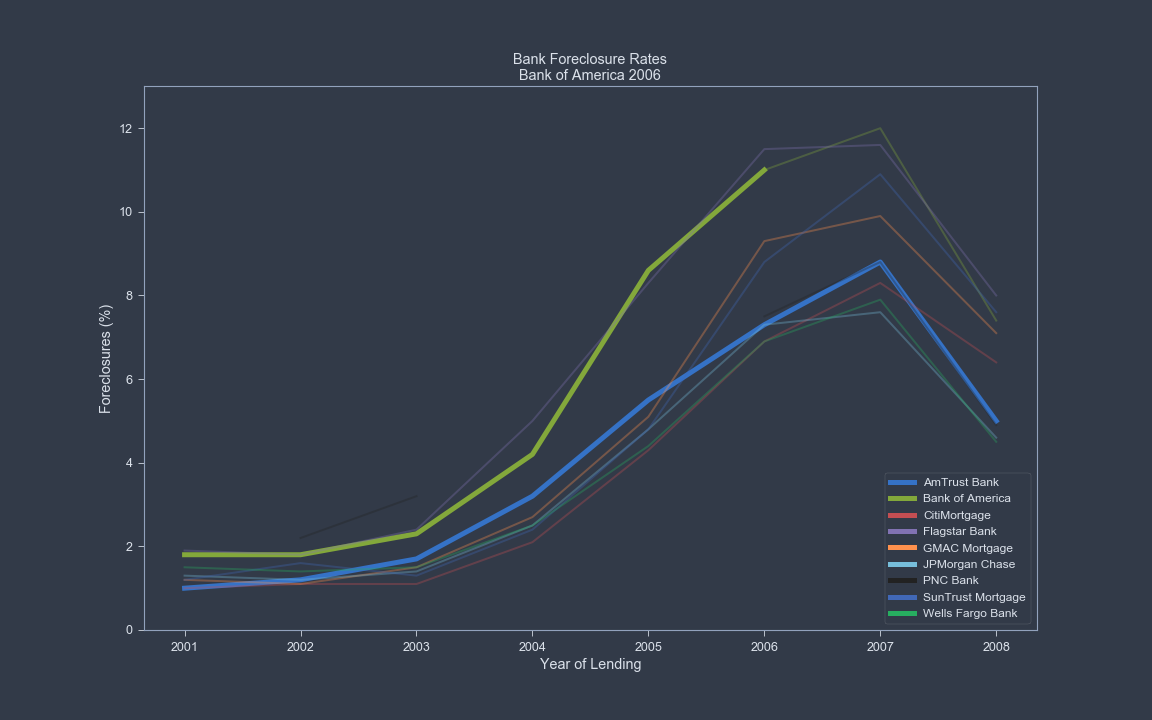 Bank Foreclosure Rates
Bank of America 2006
Foreclosures (%)
12
10
8
6
4
2
0
2001 2002 2003 2004 2005 2006 2007 2008
Year of Lending
AmTrust Bank
Bank of America
CitiMortgage
Flagstar Bank
GMAC Mortgage
JPMorgan Chase
PNC Bank
SunTrust Mortgage
Wells Fargo Bank